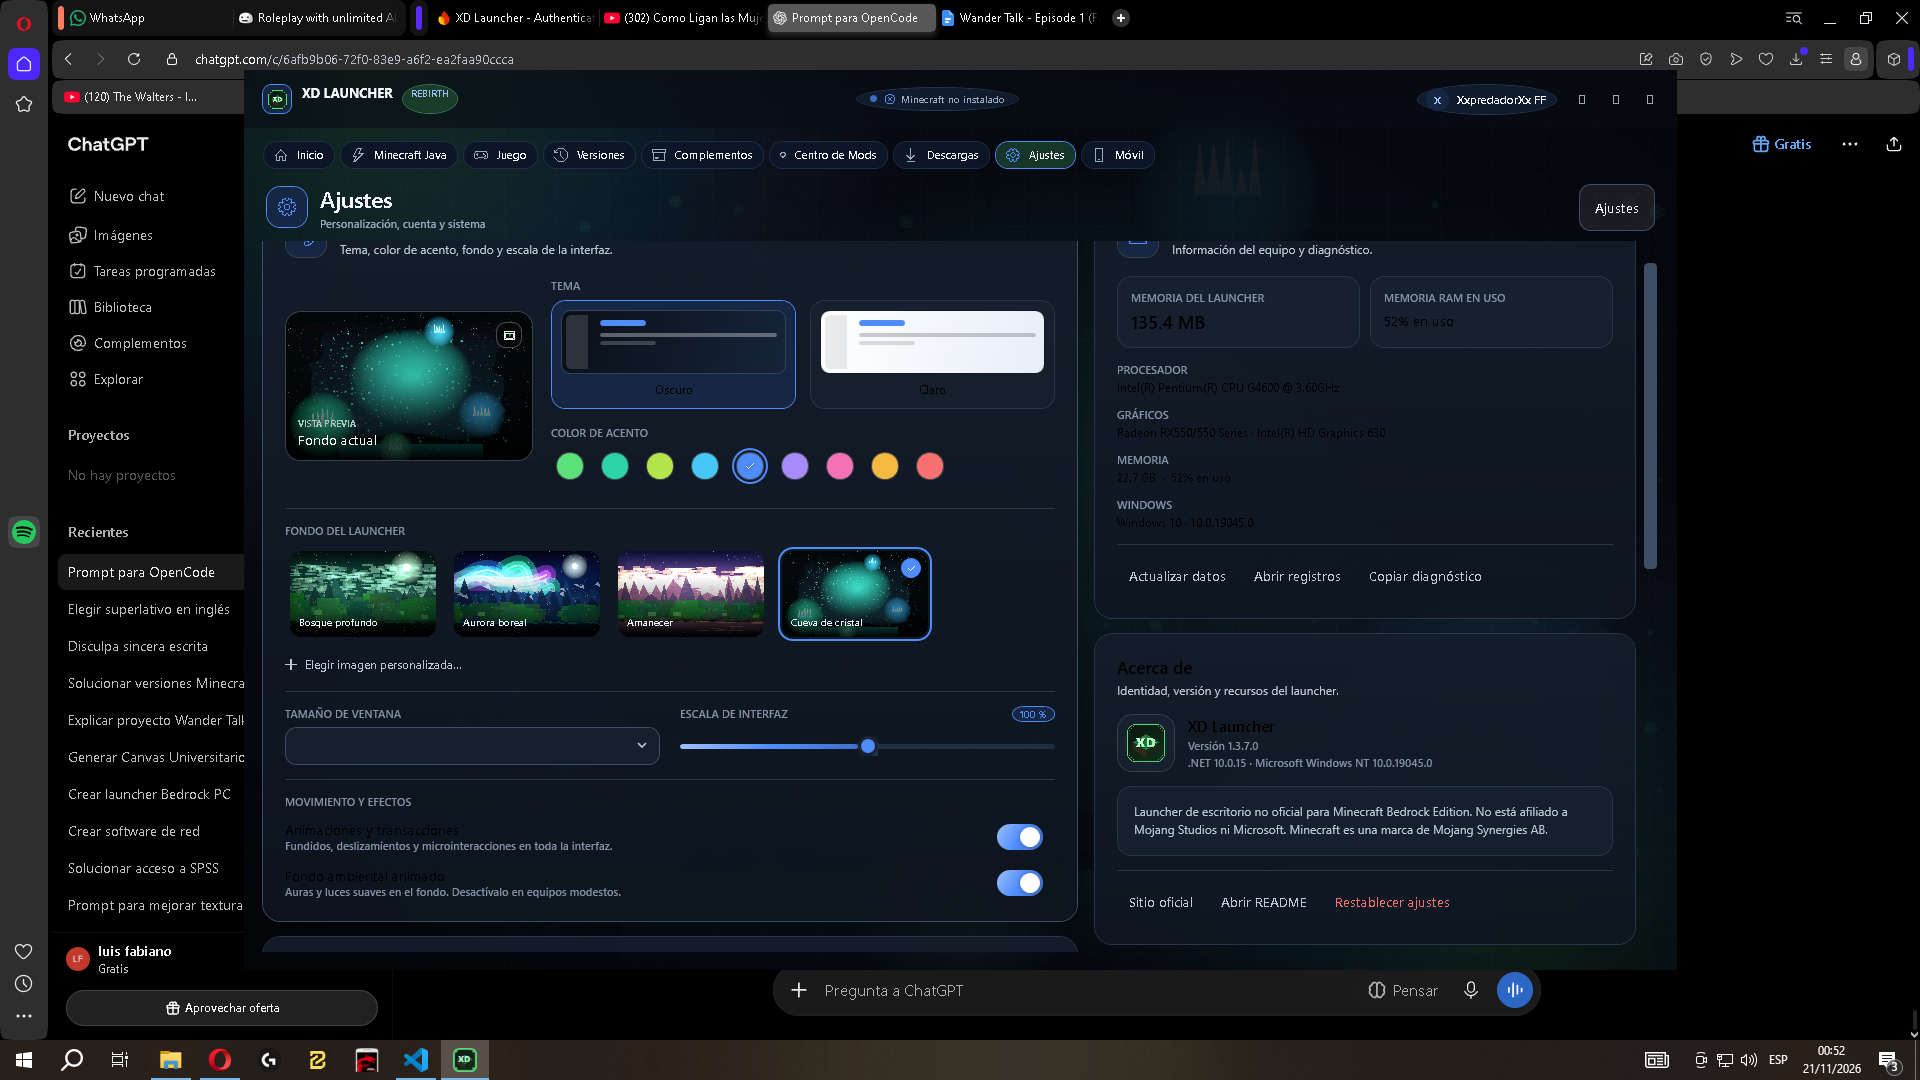 WhatsApp
Roleplay with unlimited A
XD Launcher - Authentica
(302) Como Ligan las Muje
Prompt para OpenCode
Wander Talk - Episode 1 (F
chatgpt.com/c/6afb9b06-72f0-83e9-a6f2-ea2faa90ccca
(120) The Walters - I...
ChatGPT
Nuevo chat
Imágenes
Tareas programadas
Biblioteca
Complementos
Explorar
Proyectos
No hay proyectos
Recientes
Prompt para OpenCode
Elegir superlativo en inglés
Disculpa sincera escrita
Solucionar versiones Minecra
Explicar proyecto Wander Talk
Generar Canvas Universitario
Crear launcher Bedrock PC
Crear software de red
Solucionar acceso a SPSS
Prompt para mejorar textura
LF
luis fabiano
Gratis
Aprovechar oferta
Gratis
XD
XD LAUNCHER
REBIRTH
Minecraft no instalado
X
XxpredadorXx FF
Inicio
Minecraft Java
Juego
Versiones
Complementos
Centro de Mods
Descargas
Ajustes
Móvil
Ajustes
Personalización, cuenta y sistema
Ajustes
Tema, color de acento, fondo y escala de la interfaz.
VISTA PREVIA
Fondo actual
TEMA
Oscuro
Claro
COLOR DE ACENTO
FONDO DEL LAUNCHER
Bosque profundo
Aurora boreal
Amanecer
Cueva de cristal
Elegir imagen personalizada...
TAMAÑO DE VENTANA
ESCALA DE INTERFAZ
100 %
MOVIMIENTO Y EFECTOS
Animaciones y transacciones
Fundidos, deslizamientos y microinteracciones en toda la interfaz.
Fondo ambiental animado
Auras y luces suaves en el fondo. Desactívalo en equipos modestos.
Información del equipo y diagnóstico.
MEMORIA DEL LAUNCHER
135.4 MB
MEMORIA RAM EN USO
52% en uso
PROCESADOR
Intel(R) Pentium(R) CPU G4600 @ 3.60GHz
GRÁFICOS
Radeon RX550/550 Series · Intel(R) HD Graphics 630
MEMORIA
22.7 GB · 52% en uso
WINDOWS
Windows 10 · 10.0.19045.0
Actualizar datos
Abrir registros
Copiar diagnóstico
Acerca de
Identidad, versión y recursos del launcher.
XD
XD Launcher
Versión 1.3.7.0
.NET 10.0.15 · Microsoft Windows NT 10.0.19045.0
Launcher de escritorio no oficial para Minecraft Bedrock Edition. No está afiliado a
Mojang Studios ni Microsoft. Minecraft es una marca de Mojang Synergies AB.
Sitio oficial
Abrir README
Restablecer ajustes
Pregunta a ChatGPT
Pensar
XD
ESP
00:52
21/11/2026
3